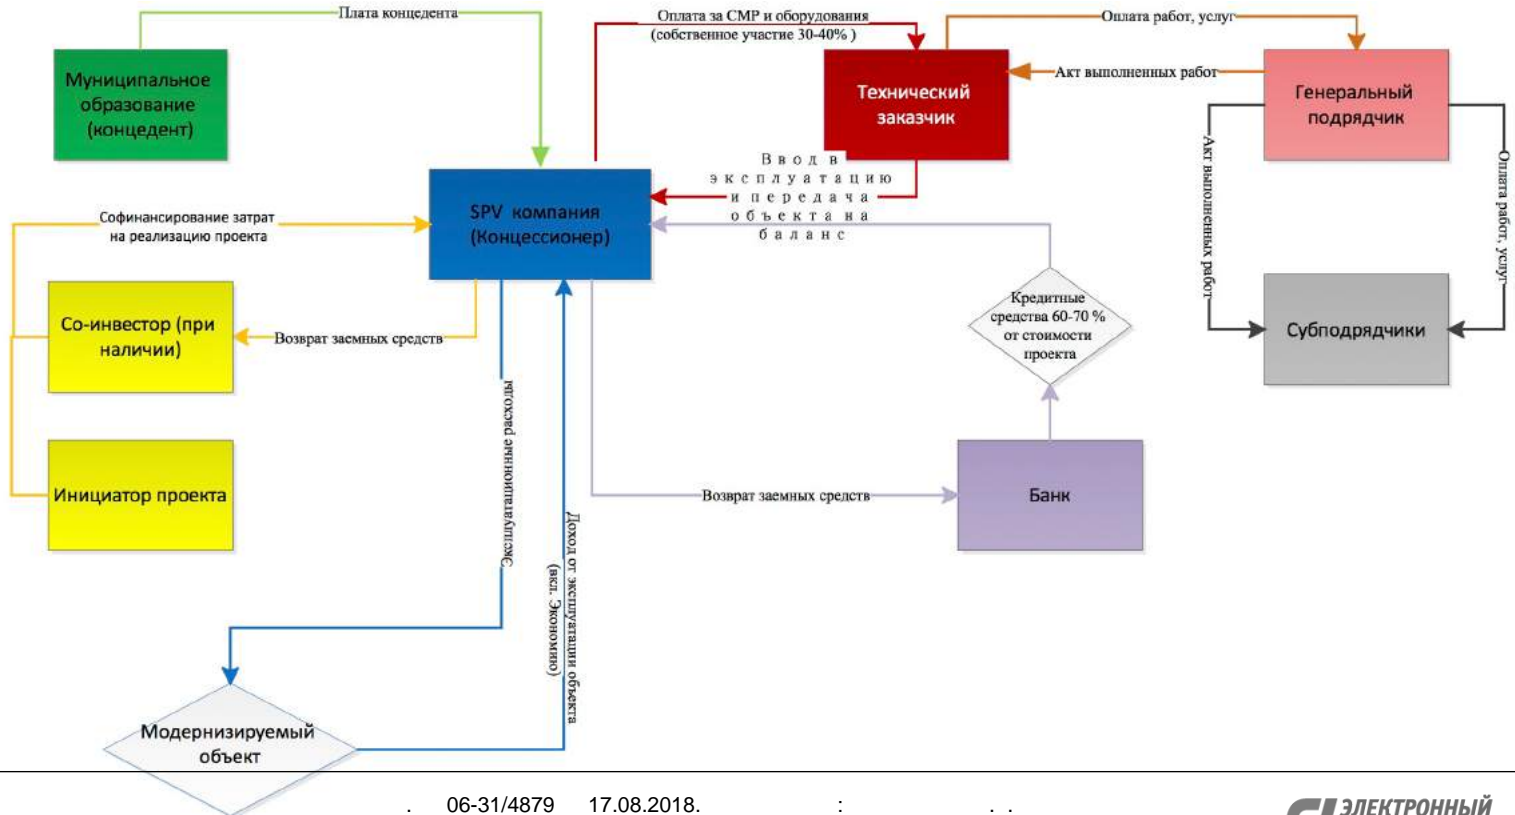 Плата концедента
Оплата за СМР и оборудования
(собственное участие 30-40% )
Оплата работ, услуг
Муниципальное
образование
(концедент)
Технический
заказчик
Акт выполненных работ
Генеральный
подрядчик
Ввод в
эксплуатацию
и передача
объекта на
баланс
Акт выполненных работ
Оплата работ, услуг
SPV компания
(Концессионер)
Софинансирование затрат
на реализацию проекта
Кредитные
средства 60-70 %
от стоимости
проекта
Со-инвестор (при
наличии)
Возврат заемных средств
Субподрядчики
Эксплуатационные расходы
Инициатор проекта
Возврат заемных средств
Банк
Доход от эксплуатации объекта
(вкл. Экономию)
Модернизируемый
объект
. 06-31/4879 17.08.2018. : . .
ЭЛЕКТРОННЫЙ